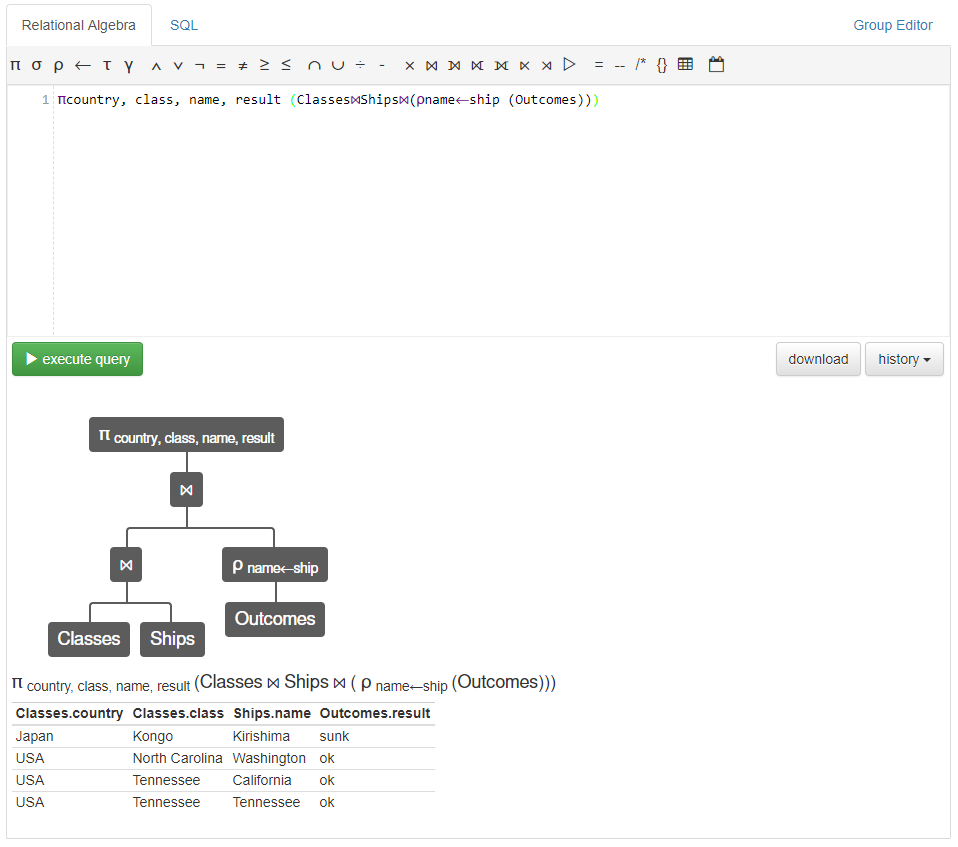 Relational Algebra SQL Group Editor
π σ ρ ← τ γ ∧ ∨ ¬ = ≠ ≥ ≤ ∩ ∪ ÷ - × ⋈ ⟕ ⟖ ⟗ ⋉ ⋊ ▷ = -- /* {}
1 πcountry, class, name, result (Classes⋈Ships⋈(ρname←ship (Outcomes)))
execute query download history
π country, class, name, result
⋈
⋈ ρ name←ship
Outcomes
Classes Ships
π country, class, name, result (Classes ⋈ Ships ⋈ ( ρ name←ship (Outcomes)))
Classes.country Classes.class Ships.name Outcomes.result
Japan Kongo Kirishima sunk
USA North Carolina Washington ok
USA Tennessee California ok
USA Tennessee Tennessee ok